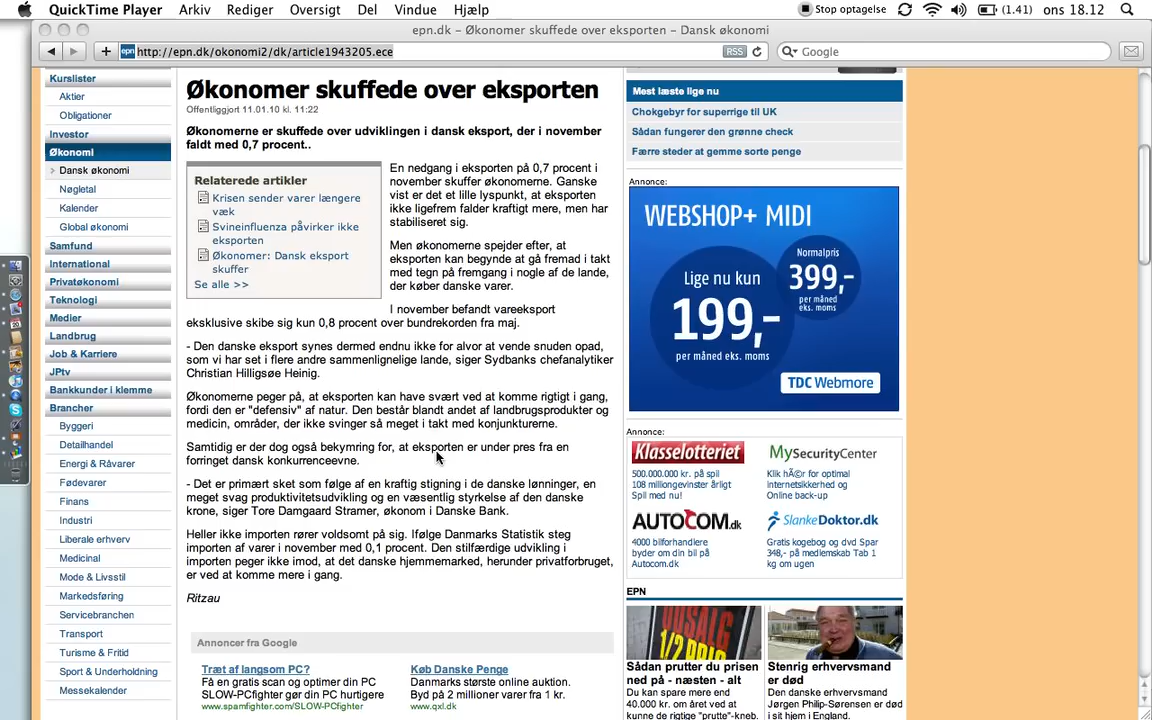 QuickTime Player Arkiv Rediger Oversigt Del Vindue Hjælp Stop optagelse (1.41) ons 18.12
epn.dk – Økonomer skuffede over eksporten – Dansk økonomi
epn http://epn.dk/okonomi2/dk/article1943205.ece RSS Google
Kurslister
Aktier
Obligationer
Investor
Økonomi
Dansk økonomi
Nøgletal
Kalender
Global økonomi
Samfund
International
Privatøkonomi
Teknologi
Medier
Landbrug
Job & Karriere
JPtv
Bankkunder i klemme
Brancher
Byggeri
Detailhandel
Energi & Råvarer
Fødevarer
Finans
Industri
Liberale erhverv
Medicinal
Mode & Livsstil
Markedsføring
Servicebrancher
Transport
Turisme & Fritid
Sport & Underholdning
Messekalender
Økonomer skuffede over eksporten
Offentliggjort 11.01.10 kl. 11:22
Økonomerne er skuffede over udviklingen i dansk eksport, der i november
faldt med 0,7 procent..
Relaterede artikler
Krisen sender varer længere
væk
Svineinfluenza påvirker ikke
eksporten
Økonomer: Dansk eksport
skuffer
Se alle >>
En nedgang i eksporten på 0,7 procent i
november skuffer økonomerne. Ganske
vist er det et lille lyspunkt, at eksporten
ikke ligefrem falder kraftigt mere, men har
stabiliseret sig.
Men økonomerne spejder efter, at
eksporten kan begynde at gå fremad i takt
med tegn på fremgang i nogle af de lande,
der køber danske varer.
I november befandt vareeksport
eksklusive skibe sig kun 0,8 procent over bundrekorden fra maj.
- Den danske eksport synes dermed endnu ikke for alvor at vende snuden opad,
som vi har set i flere andre sammenlignelige lande, siger Sydbanks chefanalytiker
Christian Hilligsøe Heinig.
Økonomerne peger på, at eksporten kan have svært ved at komme rigtigt i gang,
fordi den er "defensiv" af natur. Den består blandt andet af landbrugsprodukter og
medicin, områder, der ikke svinger så meget i takt med konjunkturerne.
Samtidig er der dog også bekymring for, at eksporten er under pres fra en
forringet dansk konkurrenceevne.
- Det er primært sket som følge af en kraftig stigning i de danske lønninger, en
meget svag produktivitetsudvikling og en væsentlig styrkelse af den danske
krone, siger Tore Damgaard Stramer, økonom i Danske Bank.
Heller ikke importen rører voldsomt på sig. Ifølge Danmarks Statistik steg
importen af varer i november med 0,1 procent. Den stilfærdige udvikling i
importen peger ikke imod, at det danske hjemmemarked, herunder privatforbruget,
er ved at komme mere i gang.
Ritzau
Annoncer fra Google
Træt af langsom PC?
Få en gratis scan og optimer din PC
SLOW-PCfighter gør din PC hurtigere
www.spamfighter.com/SLOW-PCfighter
Køb Danske Penge
Danmarks største online auktion.
Byd på 2 millioner varer fra 1 kr.
www.qxl.dk
Mest læste lige nu
Chokgebyr for superrige til UK
Sådan fungerer den grønne check
Færre steder at gemme sorte penge
Annonce:
WEBSHOP+ MIDI
Normalpris
399,-
per måned
eks. moms
Lige nu kun
199,-
per måned eks. moms
TDC Webmore
Annonce:
Klasselotteriet
500.000.000 kr. på spil
108 milliongevinster årligt
Spil med nu!
MySecurityCenter
Klik hÃ©r for optimal
internetsikkerhed og
Online back-up
AUTOCOM.dk
4000 bilforhandlere
byder om din bil på
Autocom.dk
SlankeDoktor.dk
Gratis kogebog og dvd Spar
348,- på medlemskab Tab 1
kg om ugen
EPN
UDSALG
1/2 PRIS
Sådan prutter du prisen
ned på - næsten - alt
Du kan spare mere end
40.000 kr. om året ved at
kunne de rigtige "prutte"-kneb.
Stenrig erhvervsmand
er død
Den danske erhvervsmand
Jørgen Philip-Sørensen er død
i sit hjem i England.